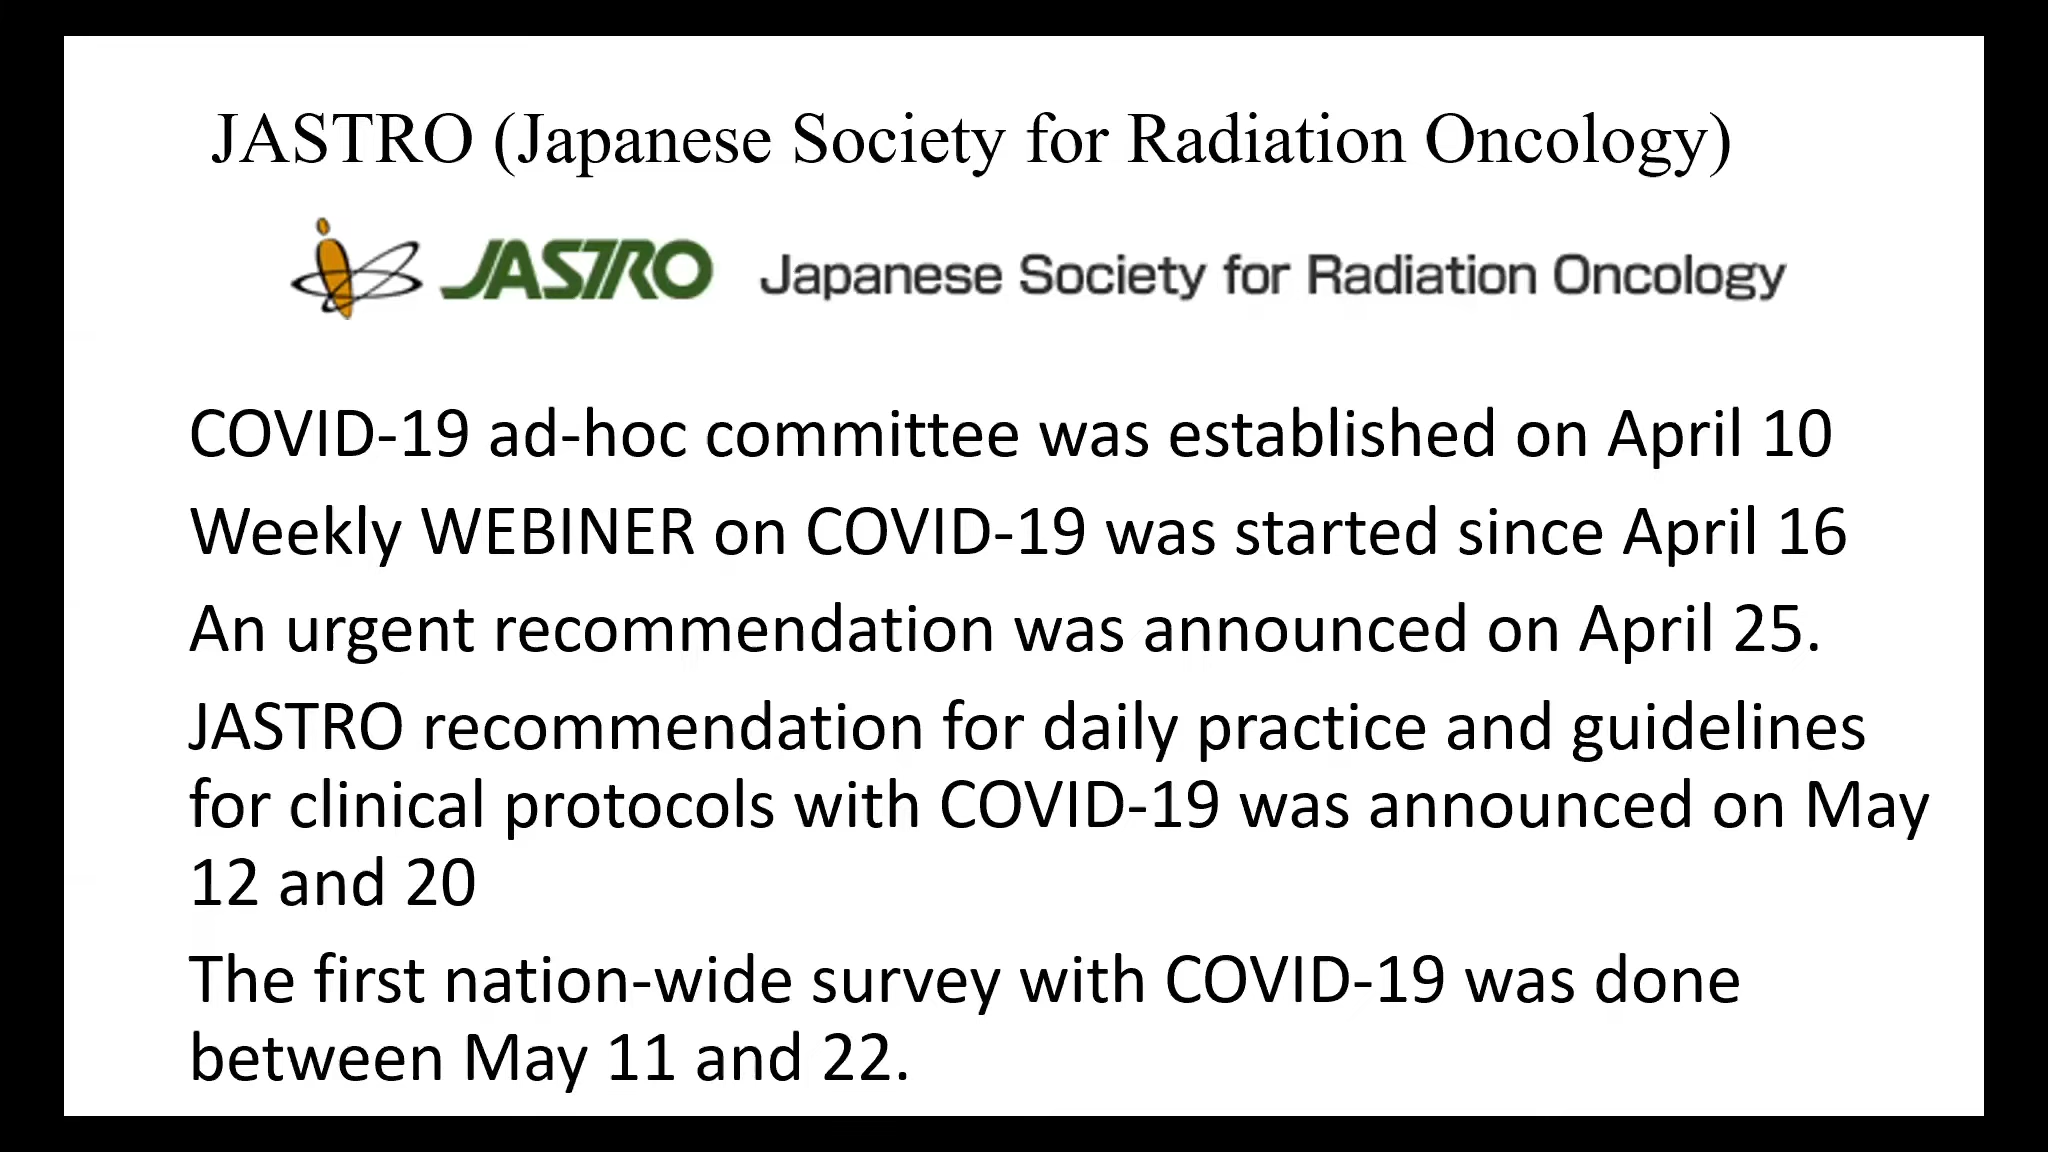 JASTRO (Japanese Society for Radiation Oncology)
JASTRO Japanese Society for Radiation Oncology
COVID-19 ad-hoc committee was established on April 10
Weekly WEBINER on COVID-19 was started since April 16
An urgent recommendation was announced on April 25.
JASTRO recommendation for daily practice and guidelines
for clinical protocols with COVID-19 was announced on May
12 and 20
The first nation-wide survey with COVID-19 was done
between May 11 and 22.